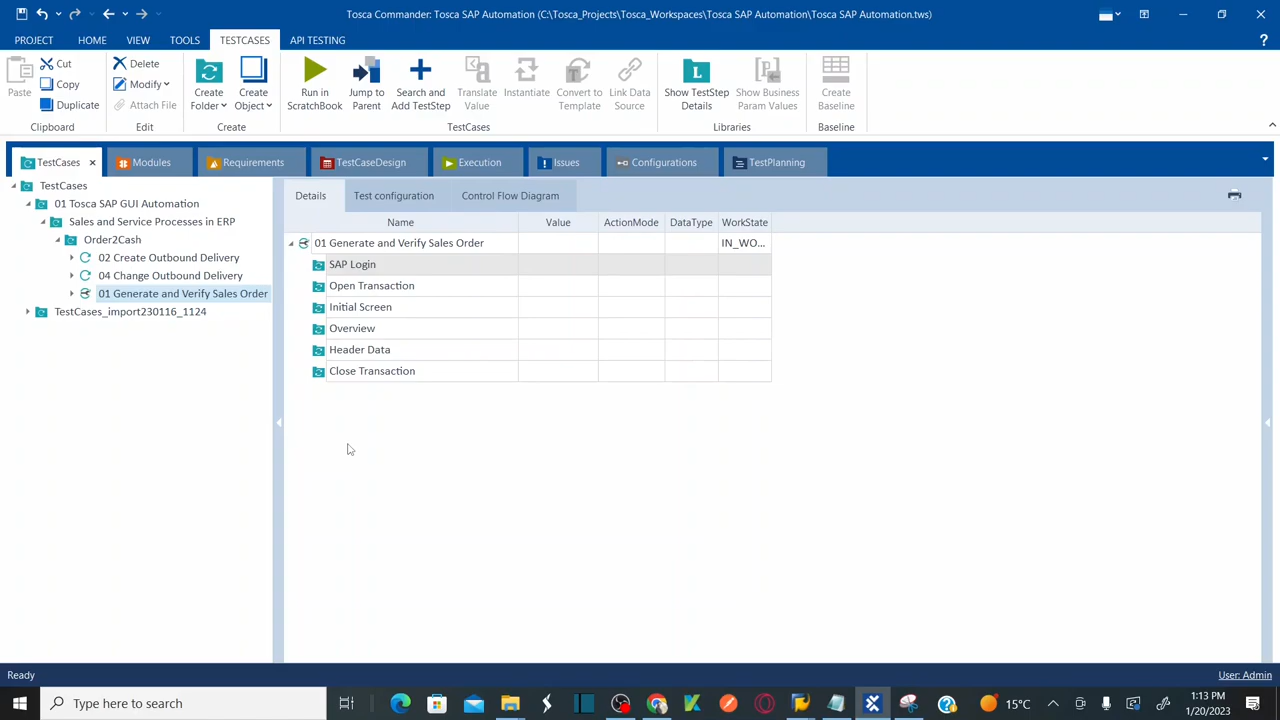 Tosca Commander: Tosca SAP Automation (C:\Tosca_Projects\Tosca_Workspaces\Tosca SAP Automation\Tosca SAP Automation.tws)
PROJECT HOME VIEW TOOLS TESTCASES API TESTING ?
Paste Cut Copy Duplicate
Delete Modify Attach File
Create Folder Create Object
Run in ScratchBook Jump to Parent Search and Add TestStep Translate Value Instantiate Convert to Template Link Data Source
Show TestStep Details Show Business Param Values
Create Baseline
Clipboard Edit Create TestCases Libraries Baseline
TestCases Modules Requirements TestCaseDesign Execution Issues Configurations TestPlanning
TestCases
01 Tosca SAP GUI Automation
Sales and Service Processes in ERP
Order2Cash
02 Create Outbound Delivery
04 Change Outbound Delivery
01 Generate and Verify Sales Order
TestCases_import230116_1124
Details Test configuration Control Flow Diagram
Name Value ActionMode DataType WorkState
01 Generate and Verify Sales Order IN_WO...
SAP Login
Open Transaction
Initial Screen
Overview
Header Data
Close Transaction
Ready User: Admin
Type here to search
15°C
1:13 PM
1/20/2023